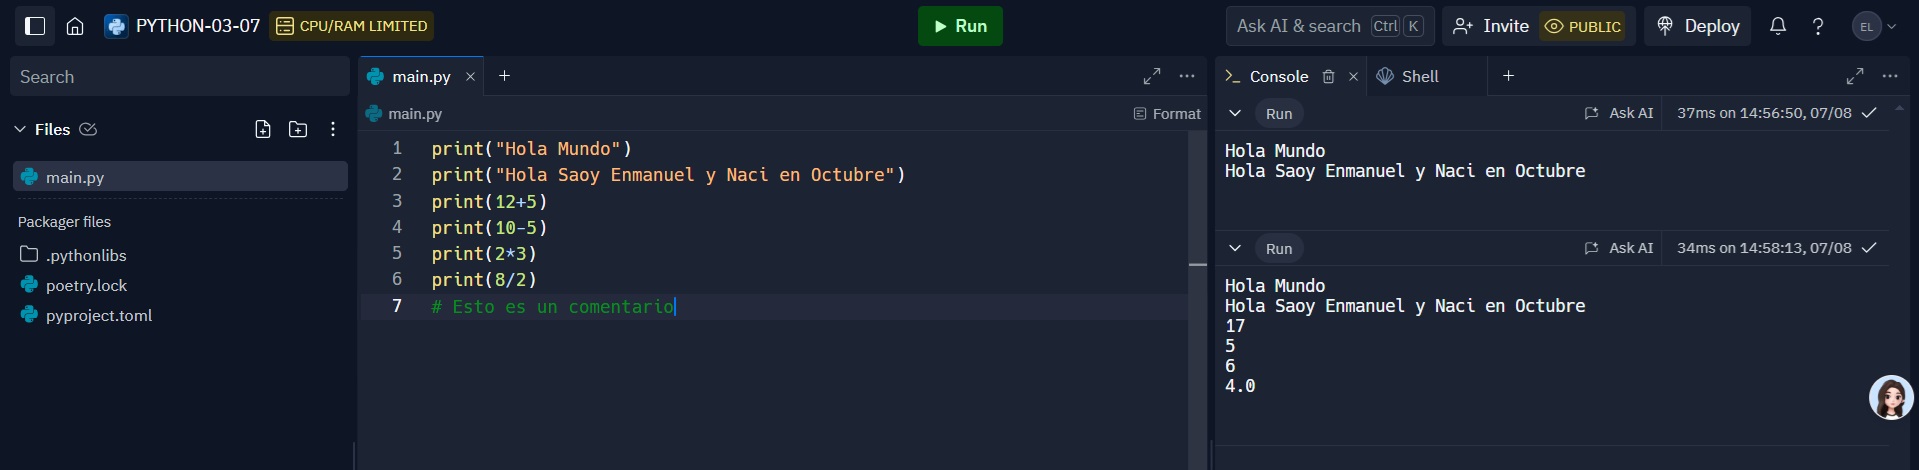 PYTHON-03-07 CPU/RAM LIMITED Run Ask AI & search Ctrl K Invite PUBLIC Deploy EL
Search
Files
main.py
Packager files
.pythonlibs
poetry.lock
pyproject.toml
main.py
main.py Format
1 print("Hola Mundo")
2 print("Hola Saoy Enmanuel y Naci en Octubre")
3 print(12+5)
4 print(10-5)
5 print(2*3)
6 print(8/2)
7 # Esto es un comentario
Console Shell
Run Ask AI 37ms on 14:56:50, 07/08
Hola Mundo
Hola Saoy Enmanuel y Naci en Octubre
Run Ask AI 34ms on 14:58:13, 07/08
Hola Mundo
Hola Saoy Enmanuel y Naci en Octubre
17
5
6
4.0